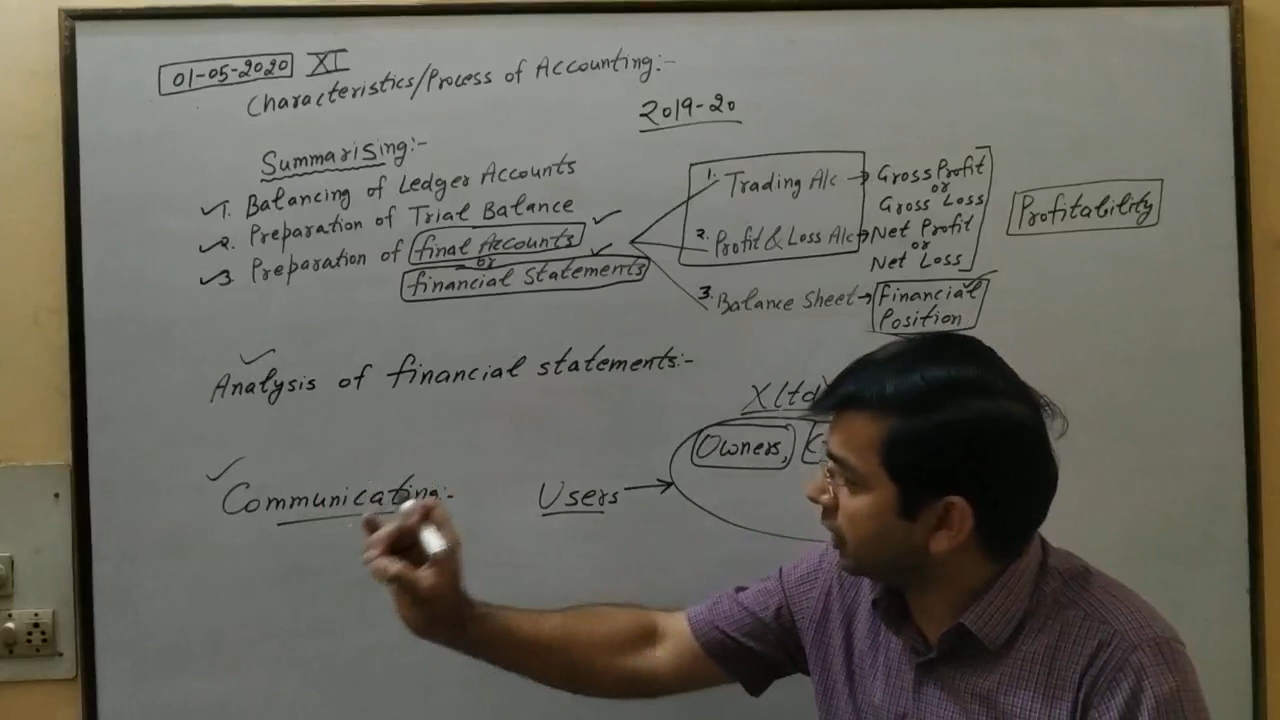 01-05-2020 XI
Characteristics/Process of Accounting:-
2019-20
Summarising:-
1. Balancing of Ledger Accounts
2. Preparation of Trial Balance
3. Preparation of final Accounts
or
financial Statements
1. Trading A/c → Gross Profit
or
Gross Loss
2. Profit & Loss A/c → Net Profit
or
Net Loss
Profitability
3. Balance Sheet → Financial
Position
Analysis of financial statements:-
X Ltd
Communicating:- Users → Owners,